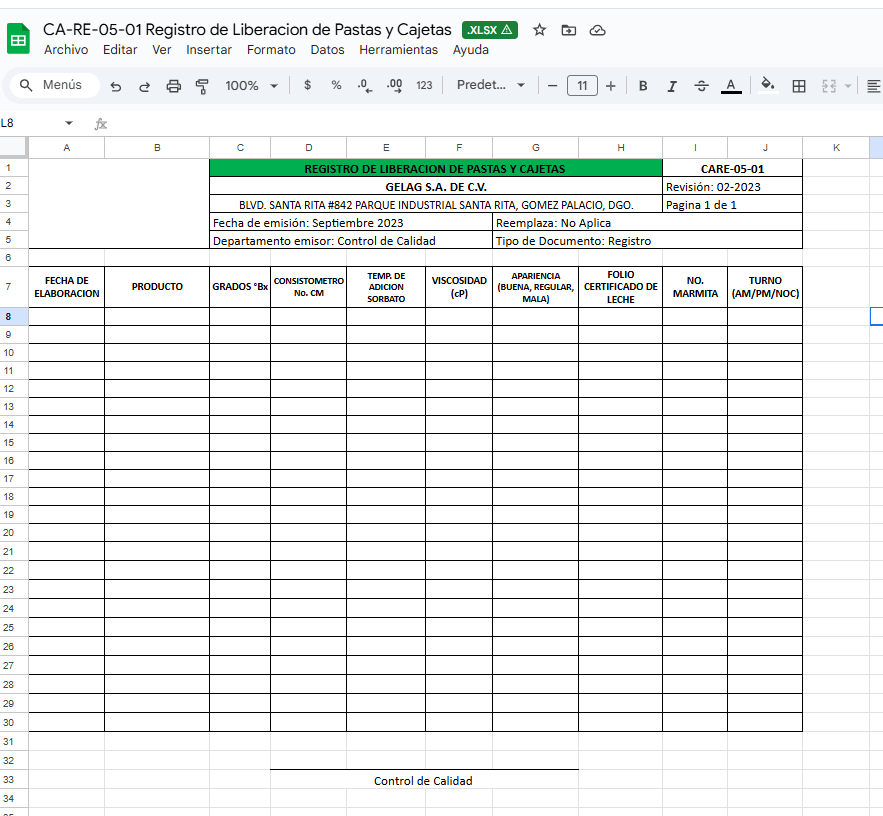 CA-RE-05-01 Registro de Liberacion de Pastas y Cajetas .XLSX
Archivo Editar Ver Insertar Formato Datos Herramientas Ayuda
Menús 100% $ % .0 .00 123 Predet... 11 B I S A
L8 fx
A B C D E F G H I J K
1 REGISTRO DE LIBERACION DE PASTAS Y CAJETAS CARE-05-01
2 GELAG S.A. DE C.V. Revisión: 02-2023
3 BLVD. SANTA RITA #842 PARQUE INDUSTRIAL SANTA RITA, GOMEZ PALACIO, DGO. Pagina 1 de 1
4 Fecha de emisión: Septiembre 2023 Reemplaza: No Aplica
5 Departamento emisor: Control de Calidad Tipo de Documento: Registro
6
7
FECHA DE
ELABORACION
PRODUCTO
GRADOS °Bx
CONSISTOMETRO
No. CM
TEMP. DE
ADICION
SORBATO
VISCOSIDAD
(cP)
APARIENCIA
(BUENA, REGULAR,
MALA)
FOLIO
CERTIFICADO DE
LECHE
NO.
MARMITA
TURNO
(AM/PM/NOC)
8
9
10
11
12
13
14
15
16
17
18
19
20
21
22
23
24
25
26
27
28
29
30
31
32
33 Control de Calidad
34